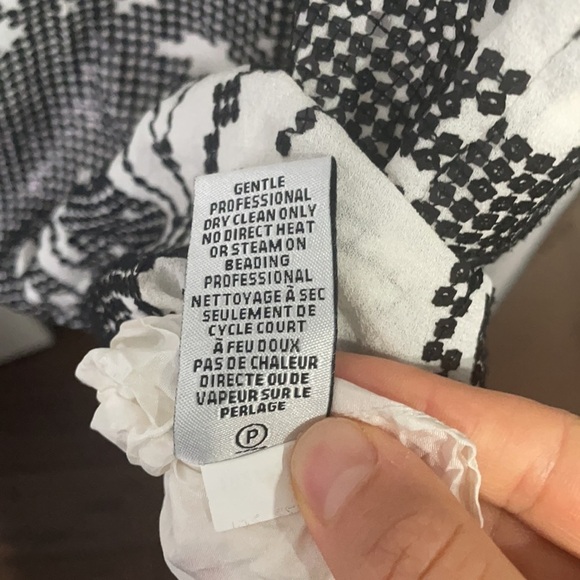 GENTLE
PROFESSIONAL
DRY CLEAN ONLY
NO DIRECT HEAT
OR STEAM ON
BEADING
PROFESSIONAL
NETTOYAGE À SEC
SEULEMENT DE
CYCLE COURT
À FEU DOUX
PAS DE CHALEUR
DIRECTE OU DE
VAPEUR SUR LE
PERLAGE
P